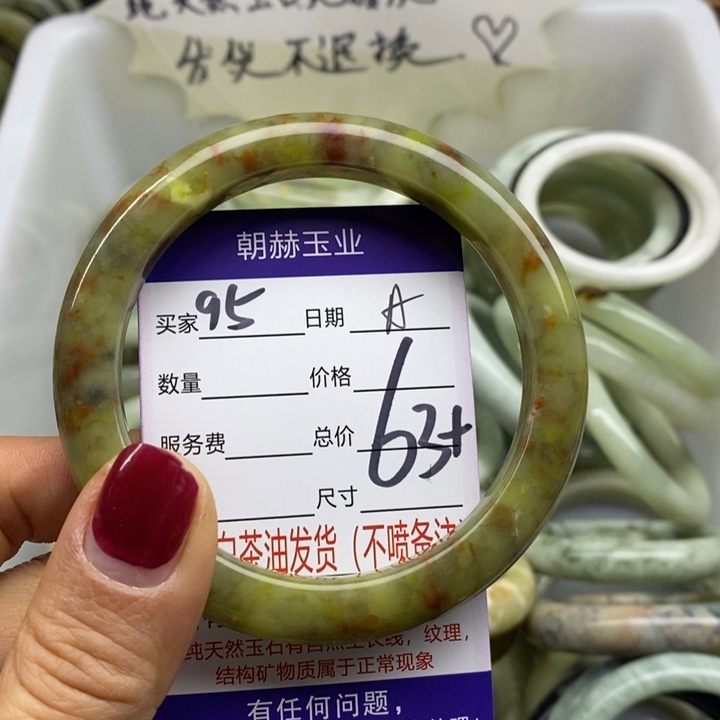 售货不退换
朝赫玉业
买家 95 日期 A
数量 价格
服务费 总价 63+
尺寸
白茶油发货（不喷备注
纯天然玉石有自然生长线，纹理，
结构矿物质属于正常现象
有任何问题，